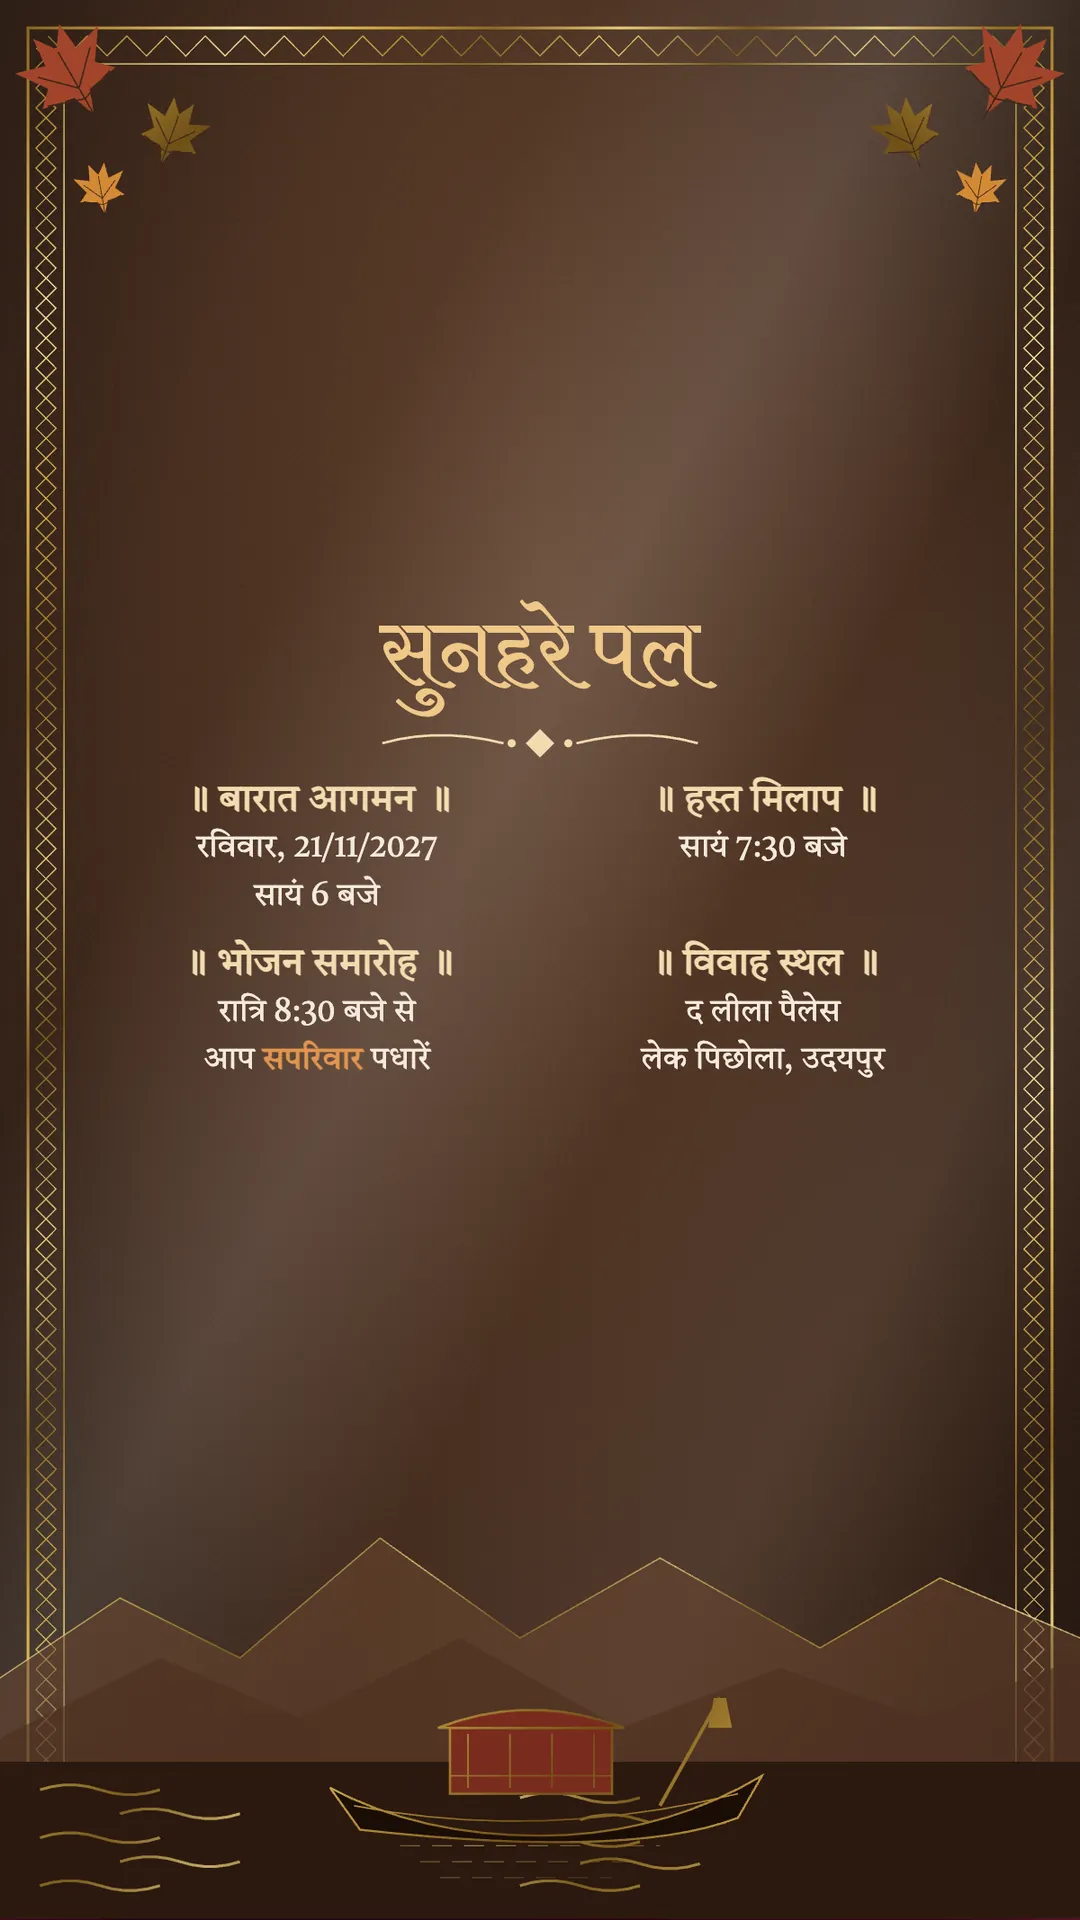 सुनहरे पल
॥ बारात आगमन ॥
रविवार, 21/11/2027
सायं 6 बजे
॥ हस्त मिलाप ॥
सायं 7:30 बजे
॥ भोजन समारोह ॥
रात्रि 8:30 बजे से
आप सपरिवार पधारें
॥ विवाह स्थल ॥
द लीला पैलेस
लेक पिछोला, उदयपुर